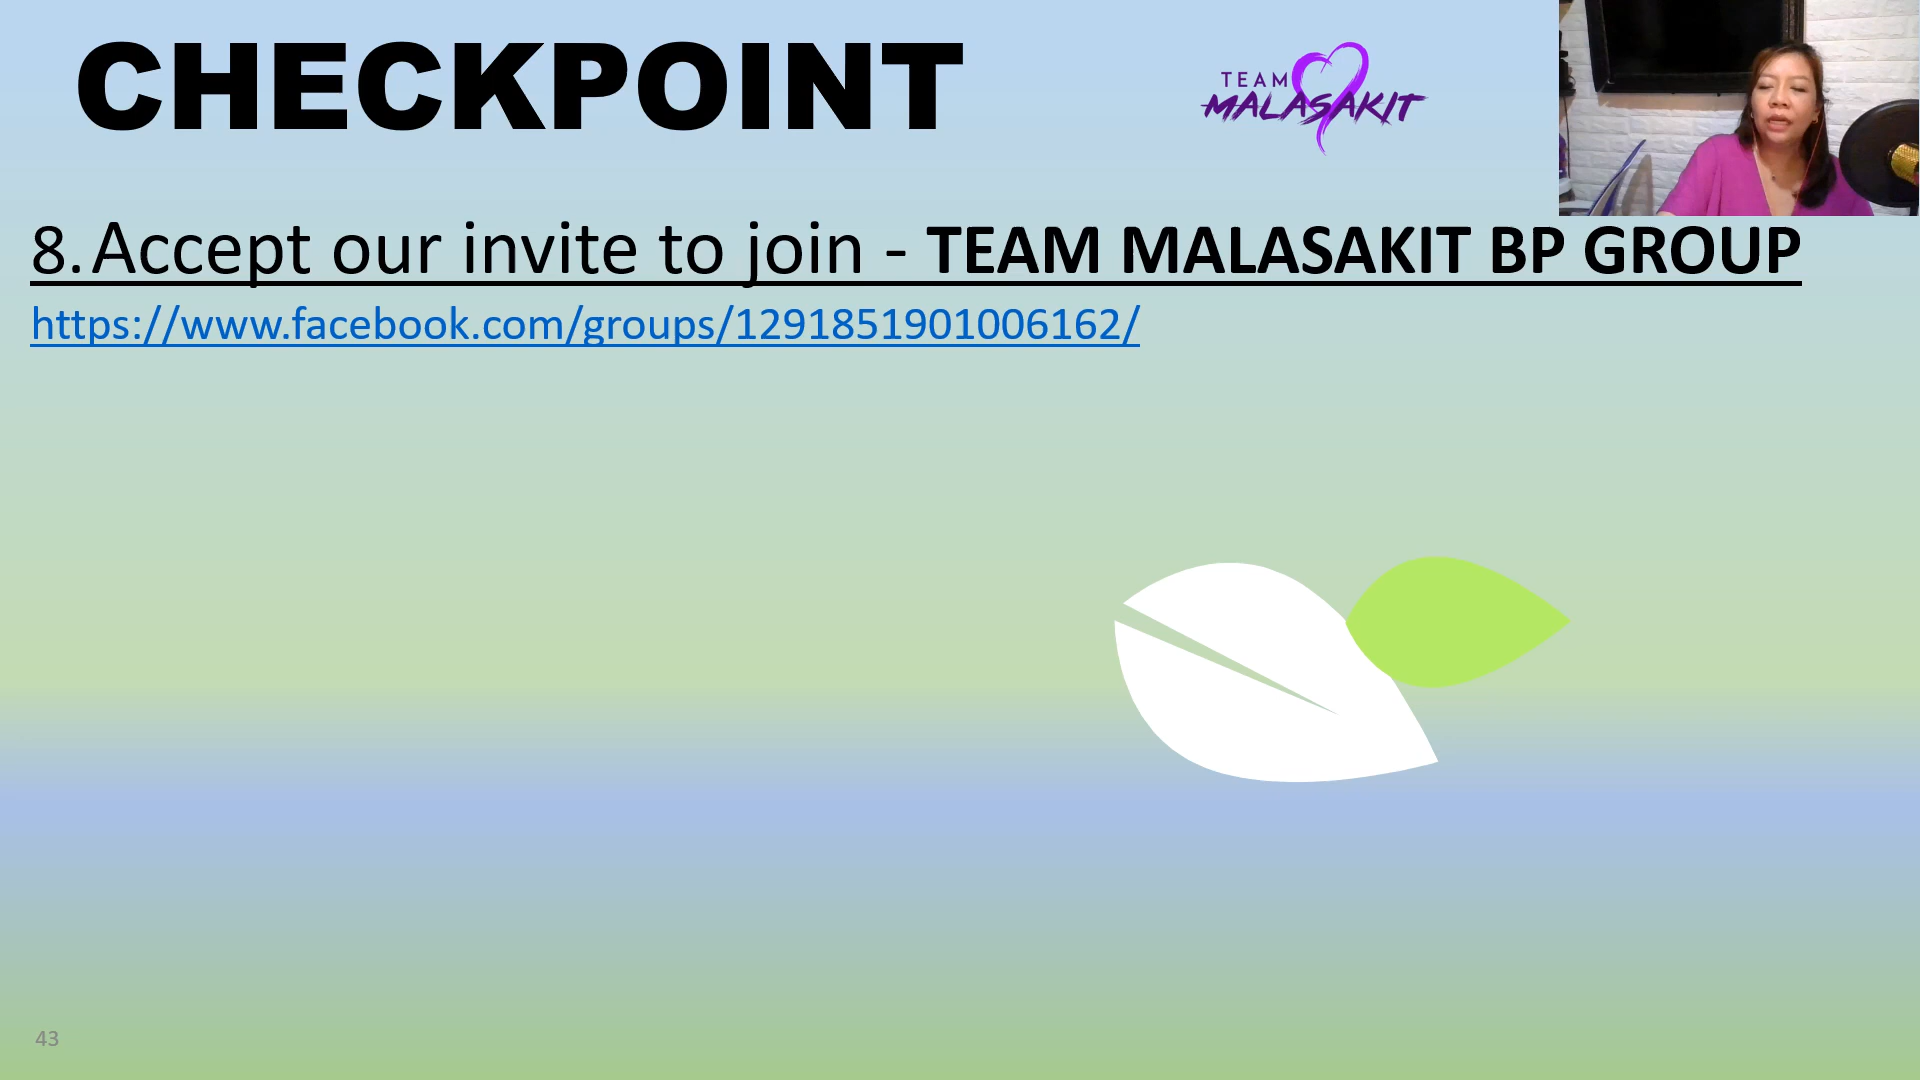 CHECKPOINT
TEAM
MALASAKIT
8. Accept our invite to join - TEAM MALASAKIT BP GROUP
https://www.facebook.com/groups/1291851901006162/
43